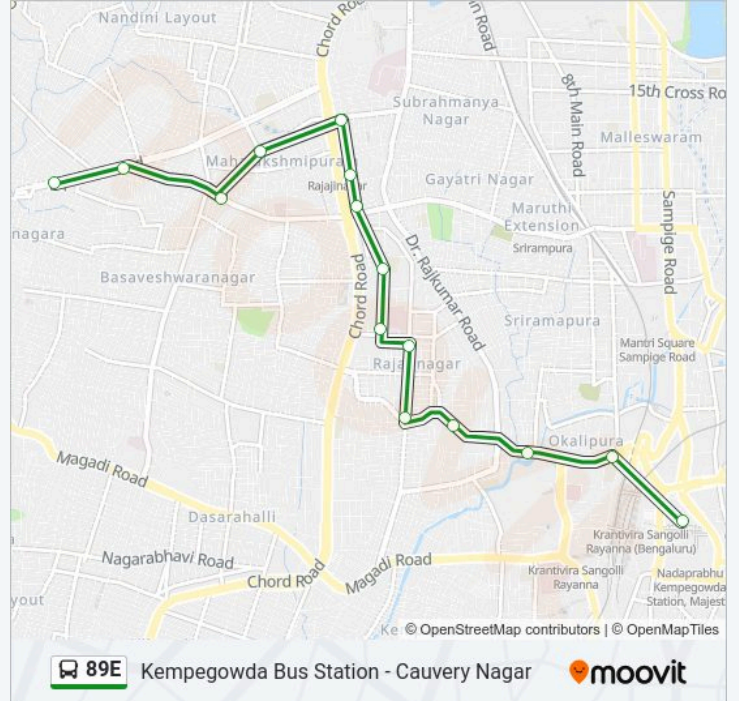 Nandini Layout
Chord Road
in Road
Subrahmanya
Nagar
8th Main Road
15th Cross Ro
Malleswaram
Rajajinagar
Gayatri Nagar
Maruthi
Extension
Srirampura
nagara
Sampige Road
Basaveshwaranagar
Chord Road
Dr. Rajkumar Road
Sriramapura
Mantri Square
Sampige Road
Okalipura
Magadi Road
Dasarahalli
Krantivira Sangolli
Rayanna (Bengaluru)
Nagarabhavi Road
Magadi Road
Krantivira Sangolli
Rayanna
Nadaprabhu
Kempegowda
Station, Majest
Chord Road
yout
Ke
© OpenStreetMap contributors | © OpenMapTiles
89E Kempegowda Bus Station - Cauvery Nagar
moovit